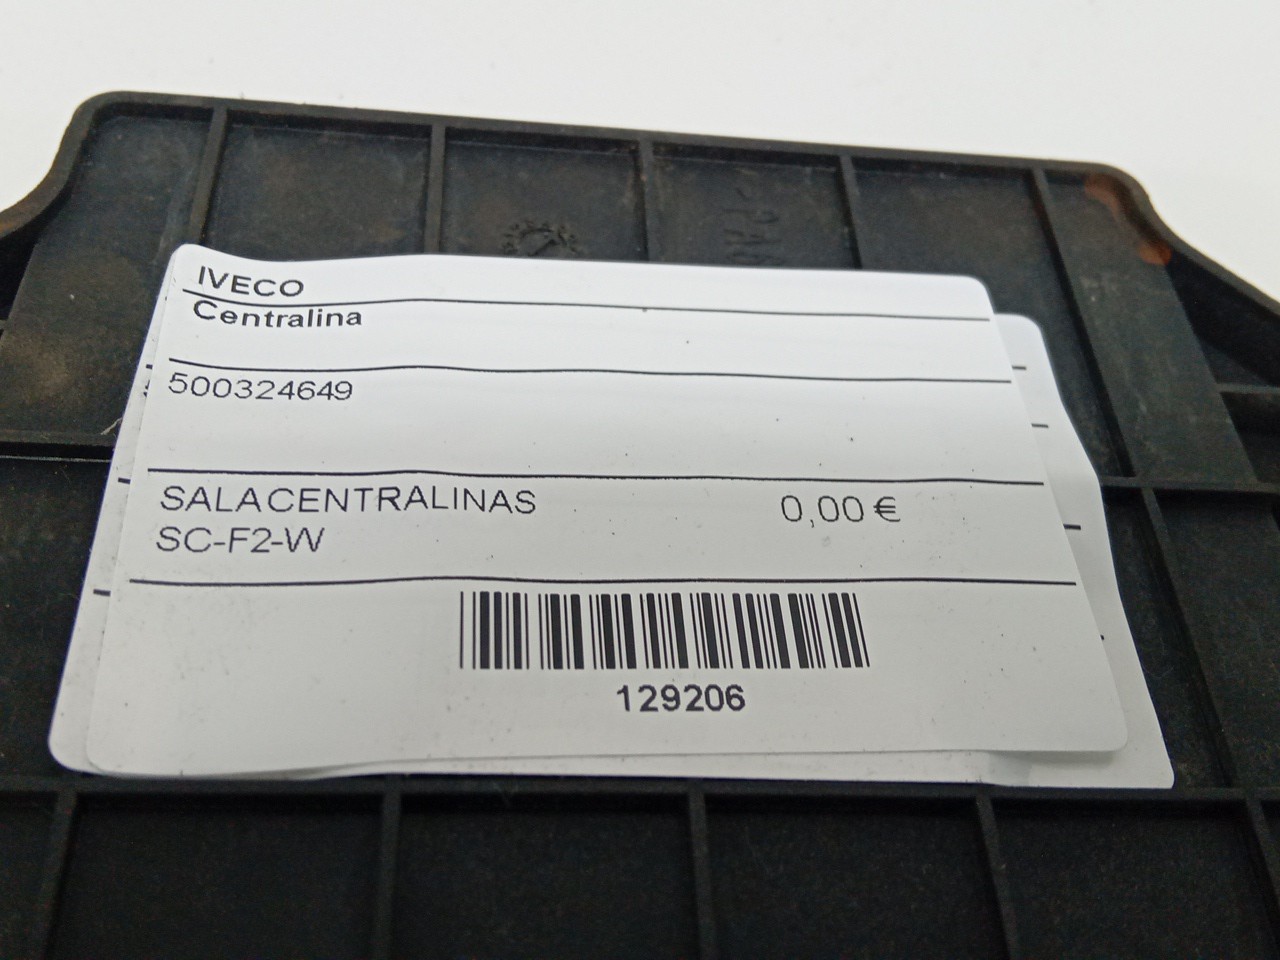 IVECO
Centralina
500324649
SALACENTRALINAS 0,00 €
SC-F2-W
129206